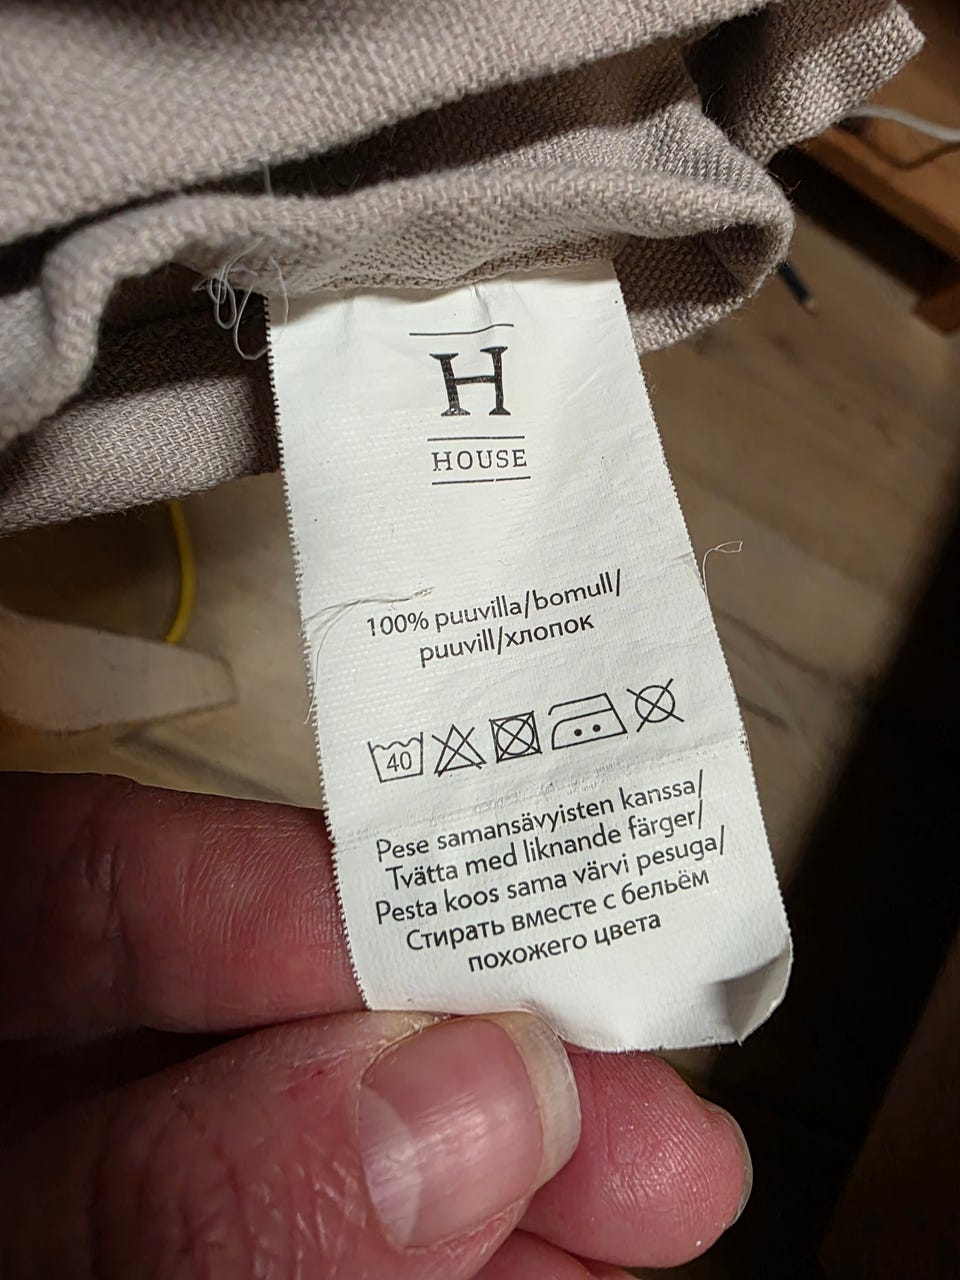 H
HOUSE
100% puuvilla/bomull/
puuvill/хлопок
40
Pese samansävyisten kanssa/
Tvätta med liknande färger/
Pesta koos sama värvi pesuga/
Стирать вместе с бельём
похожего цвета